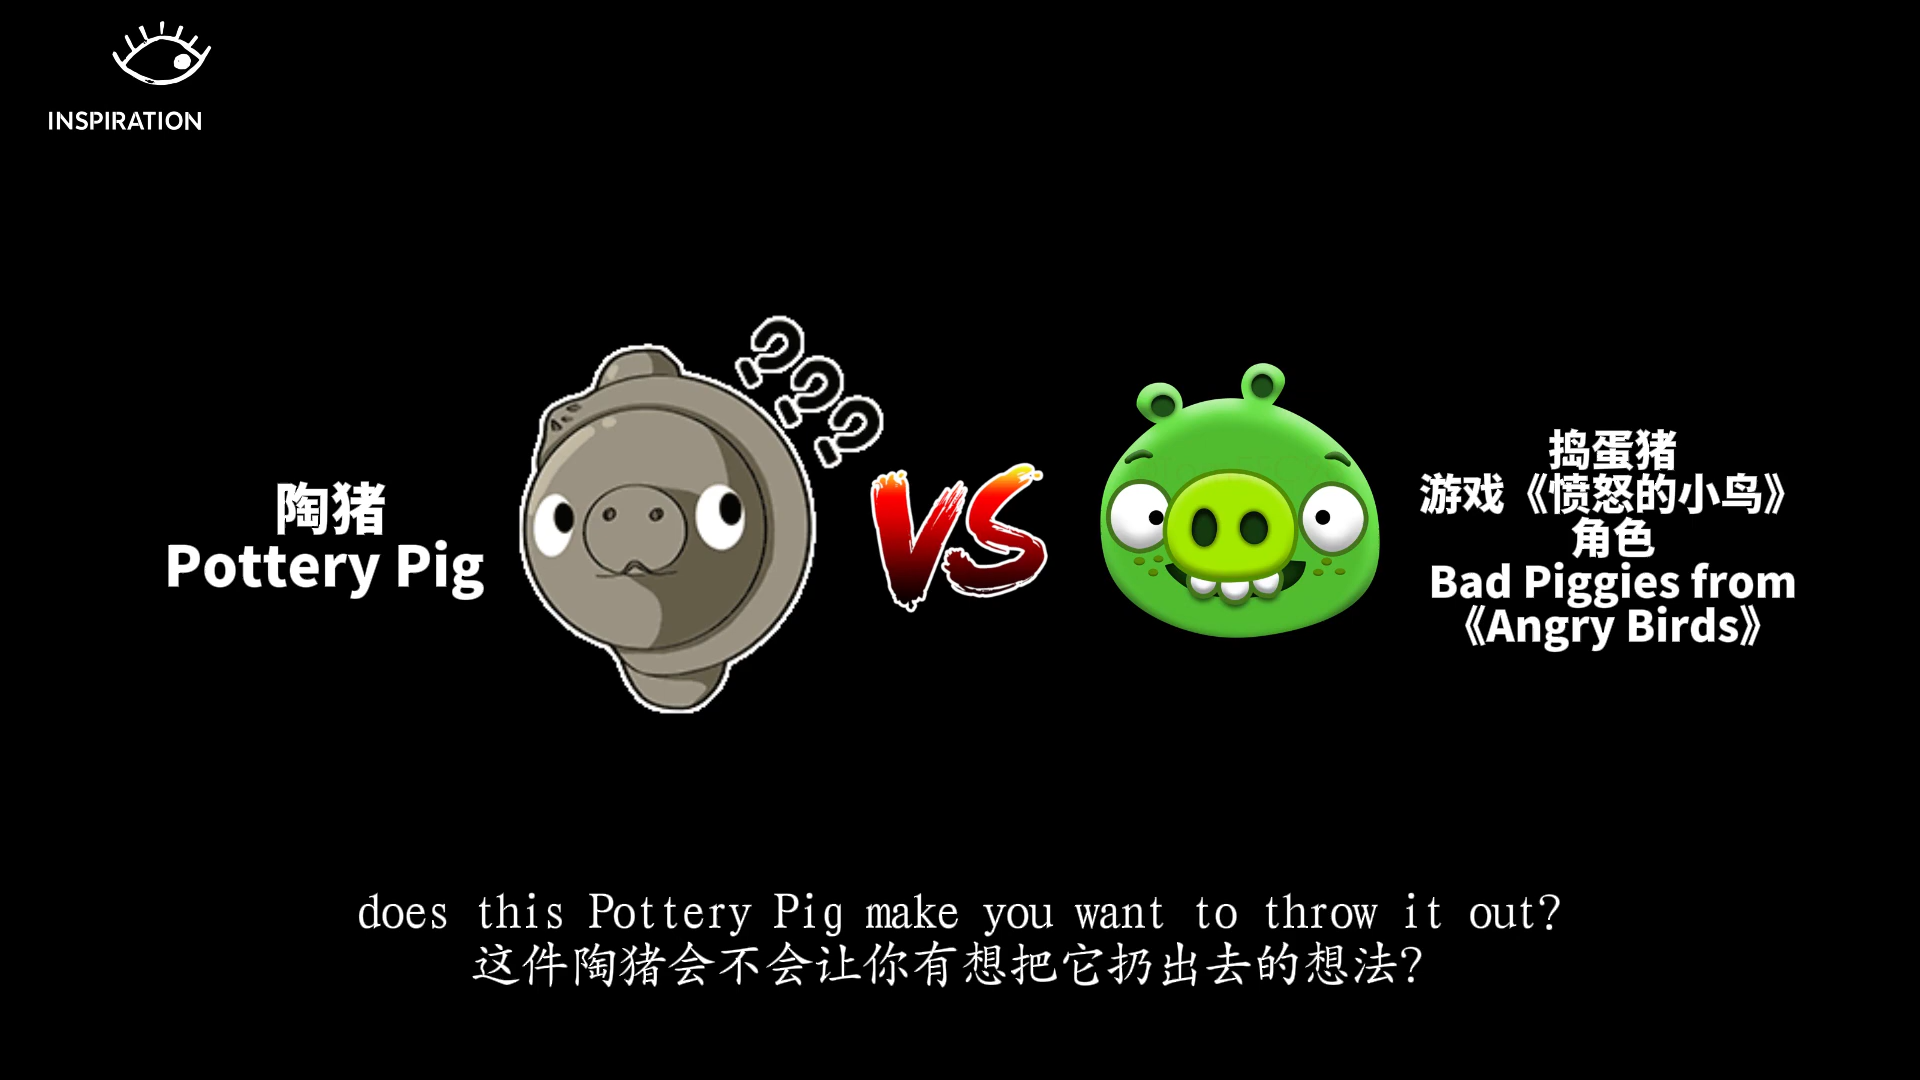 INSPIRATION
???
陶猪
Pottery Pig
VS
捣蛋猪
游戏《愤怒的小鸟》
角色
Bad Piggies from
《Angry Birds》
does this Pottery Pig make you want to throw it out?
这件陶猪会不会让你有想把它扔出去的想法?